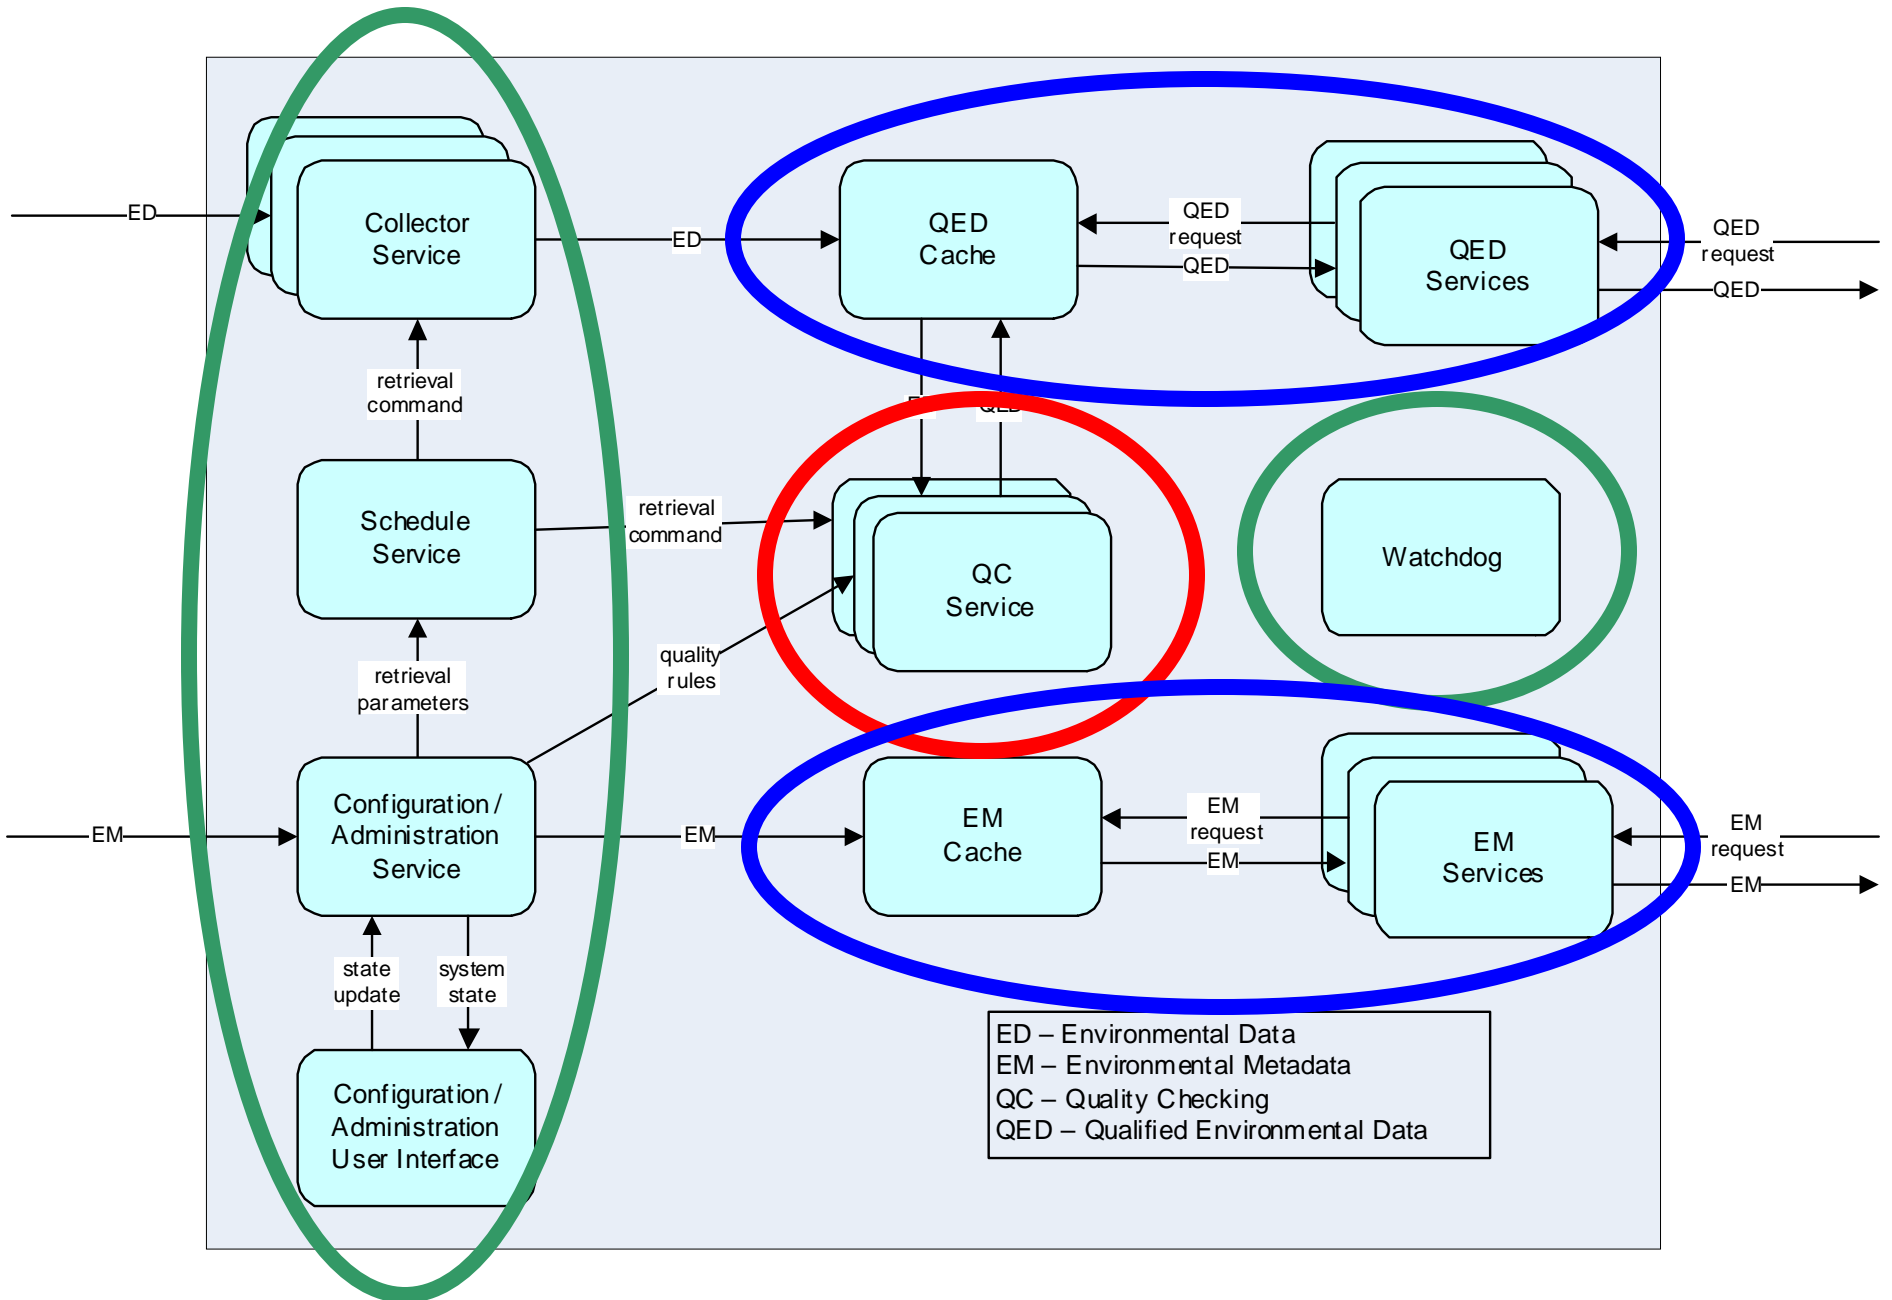 ED
Collector
Service
ED
QED
Cache
QED
request
QED
QED
Services
QED
request
QED
retrieval
command
QED
Schedule
Service
retrieval
command
QC
Service
Watchdog
retrieval
parameters
quality
rules
EM
Configuration /
Administration
Service
EM
EM
Cache
EM
request
EM
EM
Services
EM
request
EM
state
update
system
state
Configuration /
Administration
User Interface
ED – Environmental Data
EM – Environmental Metadata
QC – Quality Checking
QED – Qualified Environmental Data